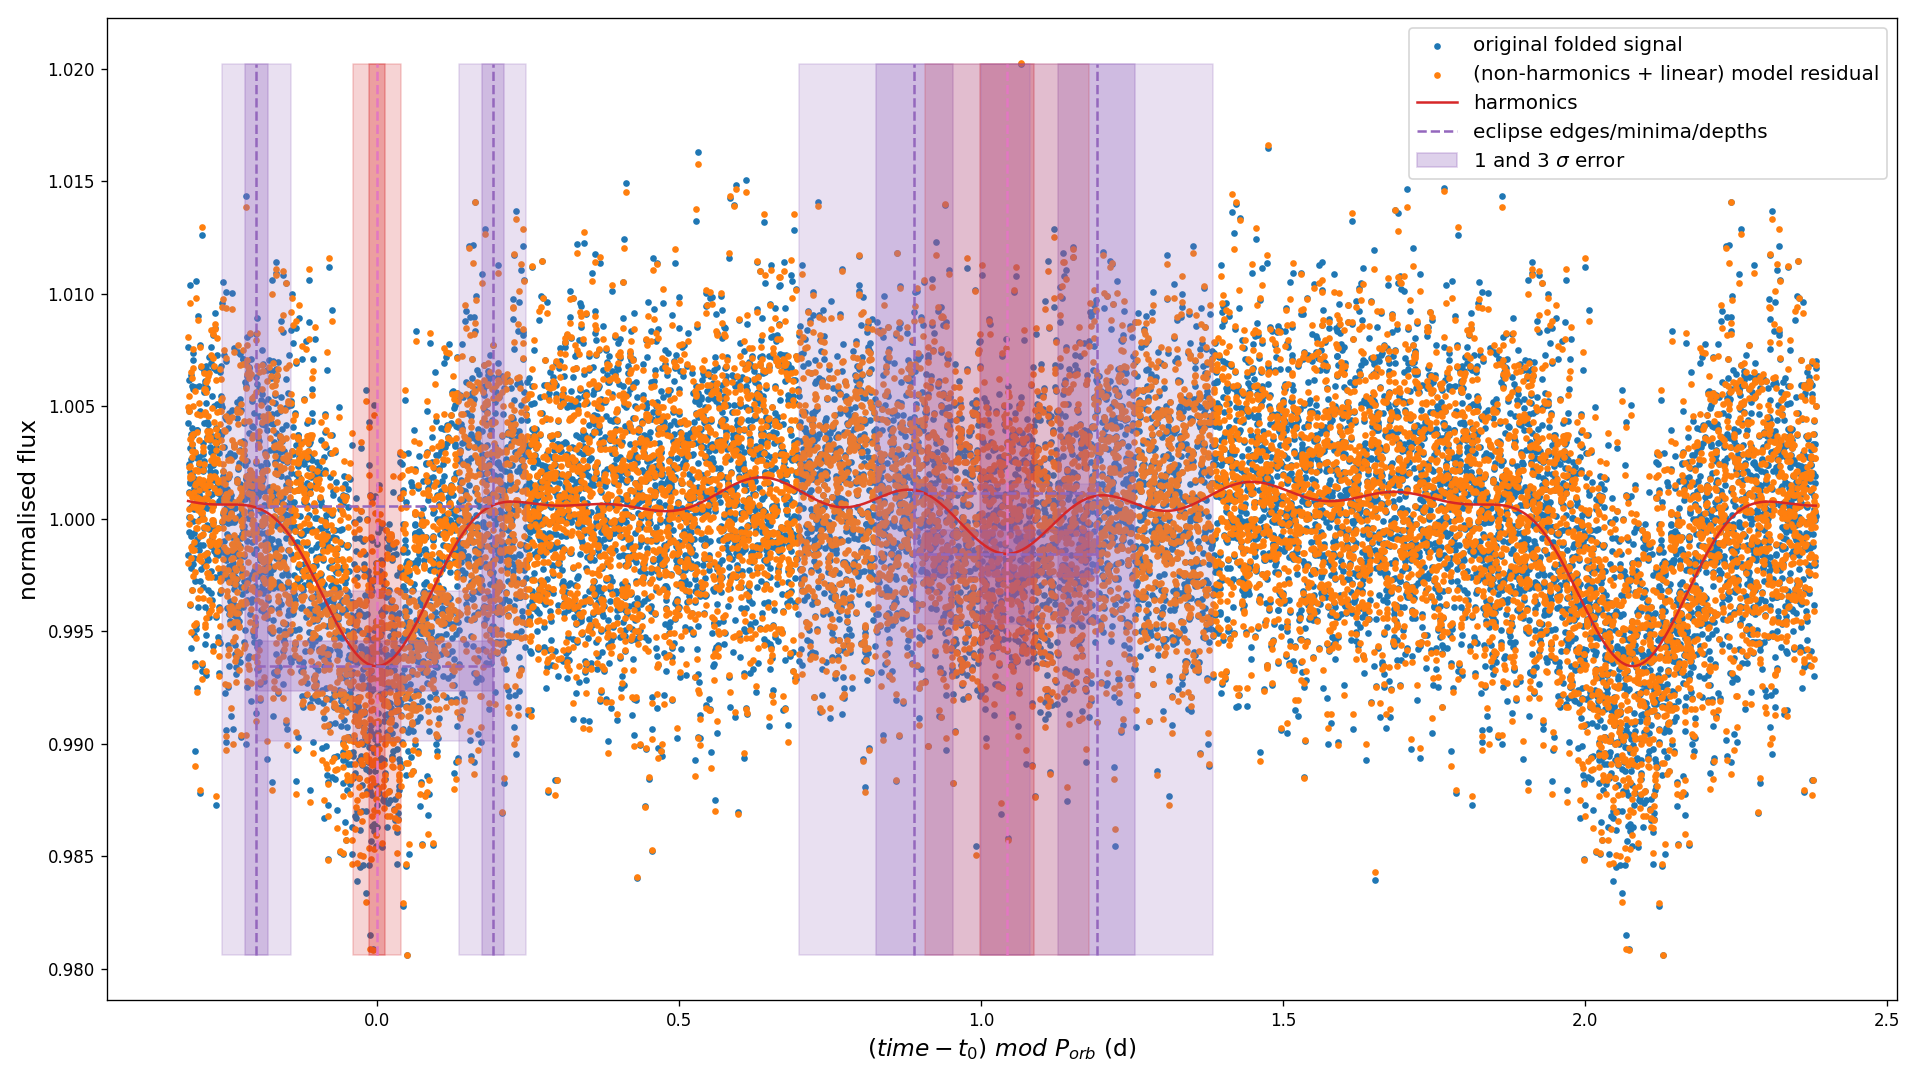 original folded signal
(non-harmonics + linear) model residual
harmonics
eclipse edges/minima/depths
1 and 3 σ error
normalised flux
1.020
1.015
1.010
1.005
1.000
0.995
0.990
0.985
0.980
0.0 0.5 1.0 1.5 2.0 2.5
(time − t₀) mod Pₒᵣb (d)